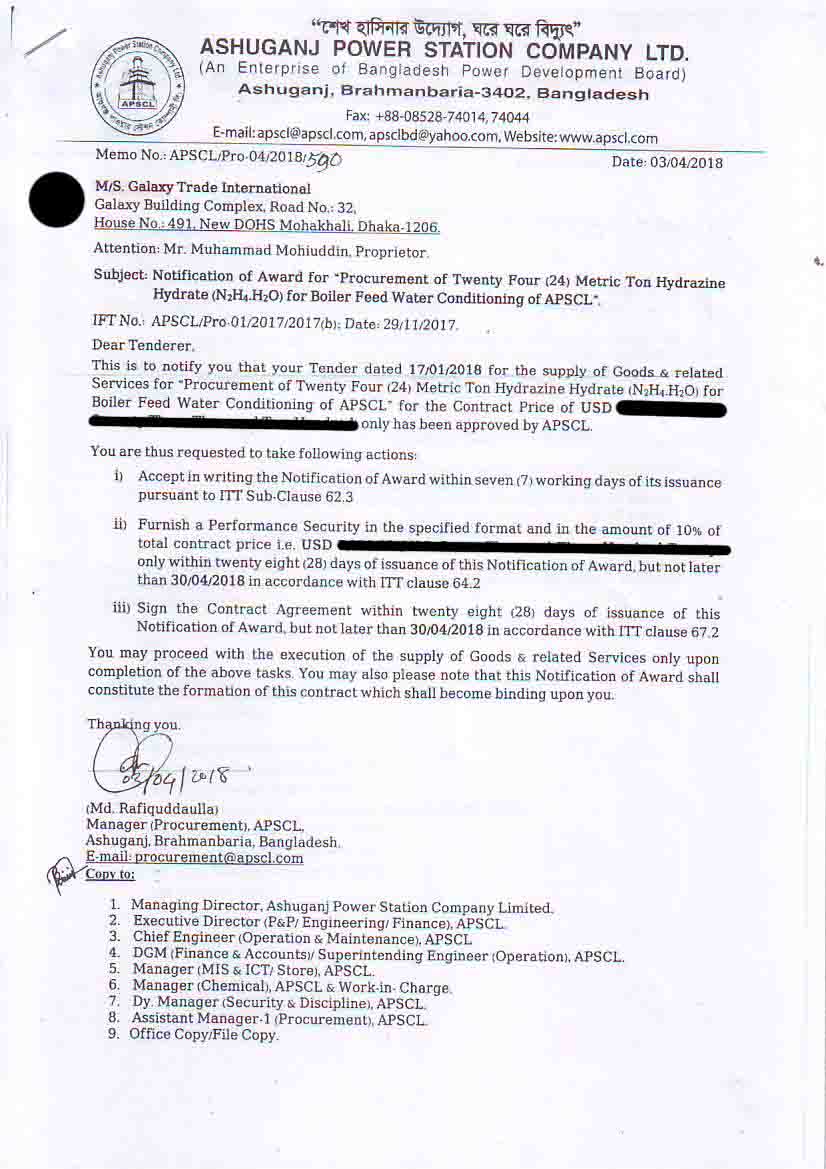 “শেখ হাসিনার উদ্যোগ, ঘরে ঘরে বিদ্যুৎ”
ASHUGANJ POWER STATION COMPANY LTD.
(An Enterprise of Bangladesh Power Development Board)
Ashuganj, Brahmanbaria-3402, Bangladesh
Fax: +88-08528-74014, 74044
E-mail: apscl@apscl.com, apsclbd@yahoo.com, Website: www.apscl.com
Ashuganj Power Station Company Ltd.
APSCL
আশুগঞ্জ পাওয়ার স্টেশন কোম্পানী লি.
Memo No.: APSCL/Pro-04/2018/590
Date: 03/04/2018
M/S. Galaxy Trade International
Galaxy Building Complex, Road No.: 32,
House No.: 491, New DOHS Mohakhali, Dhaka-1206.
Attention: Mr. Muhammad Mohiuddin, Proprietor.
Subject: Notification of Award for “Procurement of Twenty Four (24) Metric Ton Hydrazine
Hydrate (N₂H₄.H₂O) for Boiler Feed Water Conditioning of APSCL”.
IFT No.: APSCL/Pro-01/2017/2017(b); Date: 29/11/2017.
Dear Tenderer,
This is to notify you that your Tender dated 17/01/2018 for the supply of Goods & related
Services for “Procurement of Twenty Four (24) Metric Ton Hydrazine Hydrate (N₂H₄.H₂O) for
Boiler Feed Water Conditioning of APSCL” for the Contract Price of USD
only has been approved by APSCL.
You are thus requested to take following actions:
i) Accept in writing the Notification of Award within seven (7) working days of its issuance
pursuant to ITT Sub-Clause 62.3
ii) Furnish a Performance Security in the specified format and in the amount of 10% of
total contract price i.e. USD
only within twenty eight (28) days of issuance of this Notification of Award, but not later
than 30/04/2018 in accordance with ITT clause 64.2
iii) Sign the Contract Agreement within twenty eight (28) days of issuance of this
Notification of Award, but not later than 30/04/2018 in accordance with ITT clause 67.2
You may proceed with the execution of the supply of Goods & related Services only upon
completion of the above tasks. You may also please note that this Notification of Award shall
constitute the formation of this contract which shall become binding upon you.
Thanking you.
03/04/2018
(Md. Rafiquddaulla)
Manager (Procurement), APSCL,
Ashuganj, Brahmanbaria, Bangladesh.
E-mail: procurement@apscl.com
Copy to:
1. Managing Director, Ashuganj Power Station Company Limited.
2. Executive Director (P&P/ Engineering/ Finance), APSCL.
3. Chief Engineer (Operation & Maintenance), APSCL
4. DGM (Finance & Accounts)/ Superintending Engineer (Operation), APSCL.
5. Manager (MIS & ICT/ Store), APSCL.
6. Manager (Chemical), APSCL & Work-in- Charge.
7. Dy. Manager (Security & Discipline), APSCL.
8. Assistant Manager-1 (Procurement), APSCL.
9. Office Copy/File Copy.